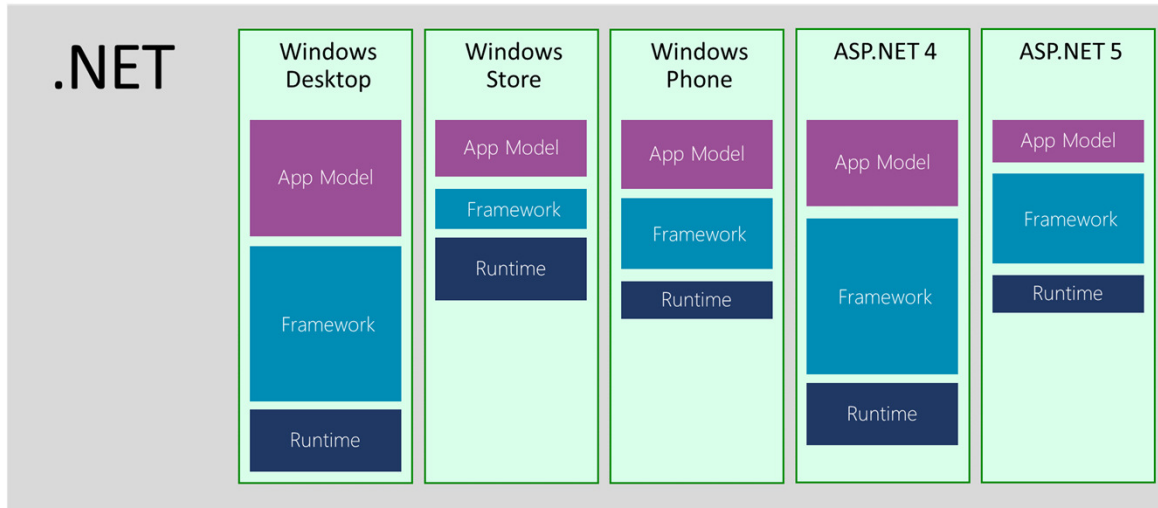 .NET
Windows
Desktop
App Model
Framework
Runtime
Windows
Store
App Model
Framework
Runtime
Windows
Phone
App Model
Framework
Runtime
ASP.NET 4
App Model
Framework
Runtime
ASP.NET 5
App Model
Framework
Runtime